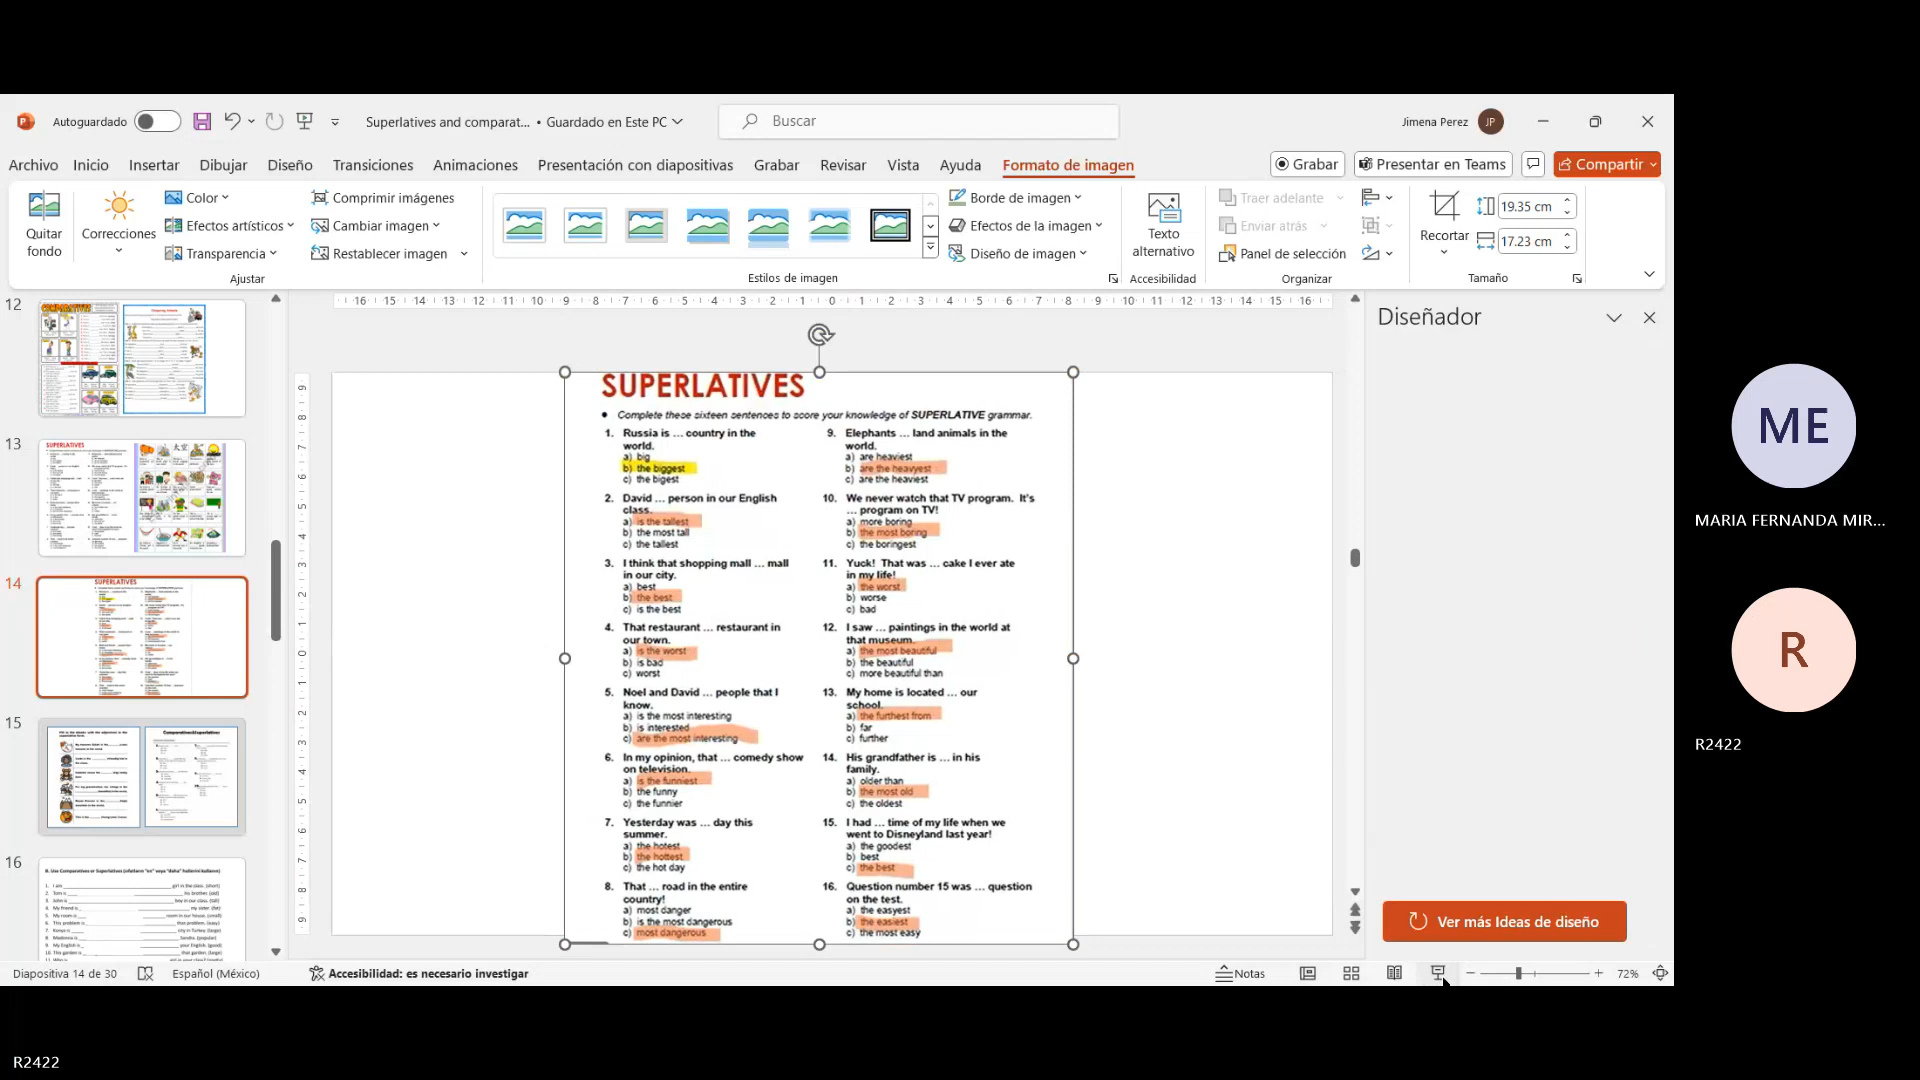 Autoguardado
Superlatives and comparat... • Guardado en Este PC
Buscar
Jimena Perez
JP
Archivo Inicio Insertar Dibujar Diseño Transiciones Animaciones Presentación con diapositivas Grabar Revisar Vista Ayuda Formato de imagen
Grabar
Presentar en Teams
Compartir
Quitar fondo
Correcciones
Color
Efectos artísticos
Transparencia
Comprimir imágenes
Cambiar imagen
Restablecer imagen
Ajustar
Estilos de imagen
Borde de imagen
Efectos de la imagen
Diseño de imagen
Texto alternativo
Accesibilidad
Traer adelante
Enviar atrás
Panel de selección
Organizar
Recortar
19.35 cm
17.23 cm
Tamaño
12
13
SUPERLATIVES
14
SUPERLATIVES
15
16
SUPERLATIVES
• Complete these sixteen sentences to score your knowledge of SUPERLATIVE grammar.
1. Russia is ... country in the
world.
a) big
b) the biggest
c) the bigest
2. David ... person in our English
class.
a) is the tallest
b) the most tall
c) the tallest
3. I think that shopping mall ... mall
in our city.
a) best
b) the best
c) is the best
4. That restaurant ... restaurant in
our town.
a) is the worst
b) is bad
c) worst
5. Noel and David ... people that I
know.
a) is the most interesting
b) is interested
c) are the most interesting
6. In my opinion, that ... comedy show
on television.
a) is the funniest
b) the funny
c) the funnier
7. Yesterday was ... day this
summer.
a) the hotest
b) the hottest
c) the hot day
8. That ... road in the entire
country!
a) most danger
b) is the most dangerous
c) most dangerous
9. Elephants ... land animals in the
world.
a) are heaviest
b) are the heavyest
c) are the heaviest
10. We never watch that TV program. It's
... program on TV!
a) more boring
b) the most boring
c) the boringest
11. Yuck! That was ... cake I ever ate
in my life!
a) the worst
b) worse
c) bad
12. I saw ... paintings in the world at
that museum.
a) the most beautiful
b) the beautiful
c) more beautiful than
13. My home is located ... our
school.
a) the furthest from
b) far
c) further
14. His grandfather is ... in his
family.
a) older than
b) the most old
c) the oldest
15. I had ... time of my life when we
went to Disneyland last year!
a) the goodest
b) best
c) the best
16. Question number 15 was ... question
on the test.
a) the easyest
b) the easiest
c) the most easy
Diseñador
Ver más Ideas de diseño
Diapositiva 14 de 30
Español (México)
Accesibilidad: es necesario investigar
Notas
72%
ME
MARIA FERNANDA MIR...
R
R2422
R2422